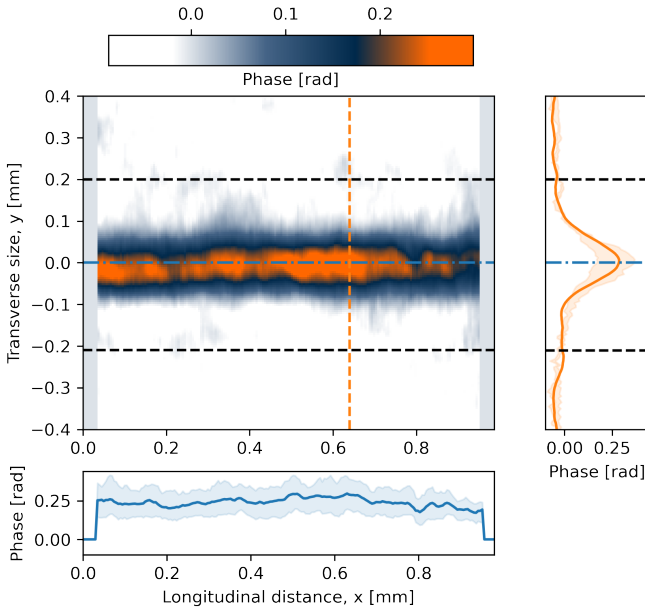 0.0 0.1 0.2
Phase [rad]
0.4
0.3
0.2
0.1
0.0
−0.1
−0.2
−0.3
−0.4
Transverse size, y [mm]
0.0 0.2 0.4 0.6 0.8
0.00 0.25
Phase [rad]
0.25
0.00
Phase [rad]
0.0 0.2 0.4 0.6 0.8
Longitudinal distance, x [mm]